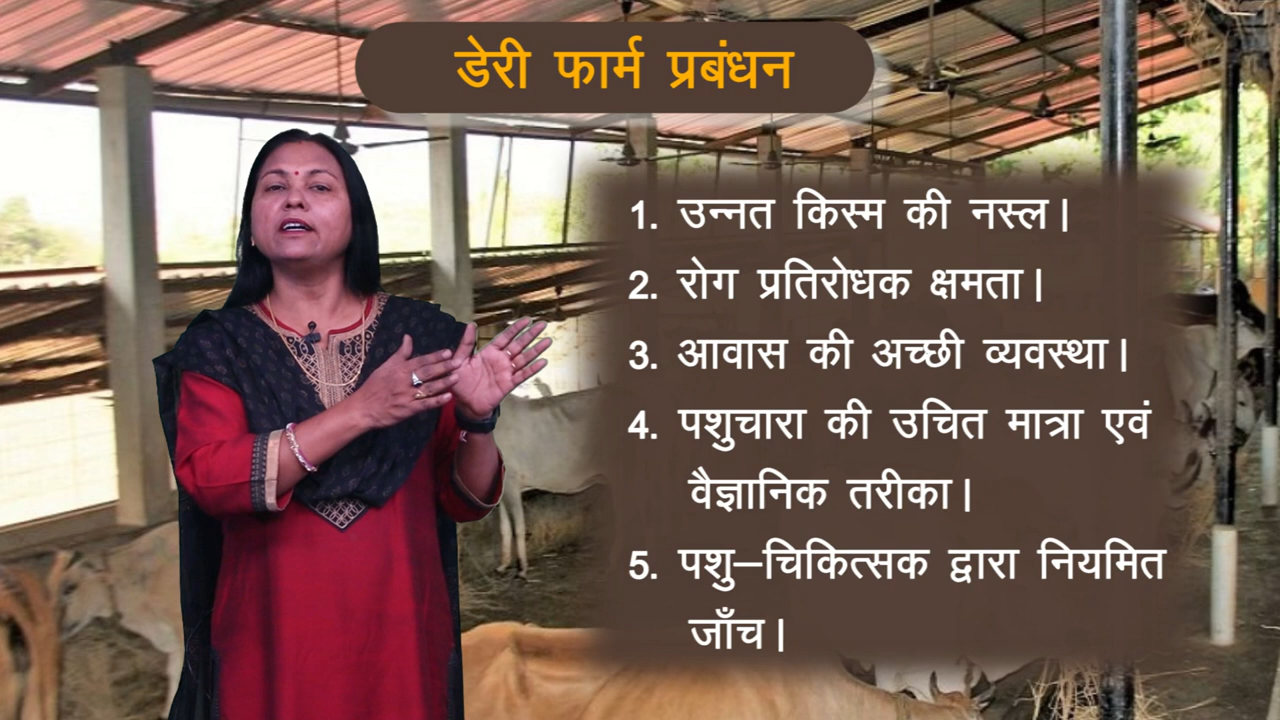 डेरी फार्म प्रबंधन
1. उन्नत किस्म की नस्ल।
2. रोग प्रतिरोधक क्षमता।
3. आवास की अच्छी व्यवस्था।
4. पशुचारा की उचित मात्रा एवं
वैज्ञानिक तरीका।
5. पशु–चिकित्सक द्वारा नियमित
जाँच।